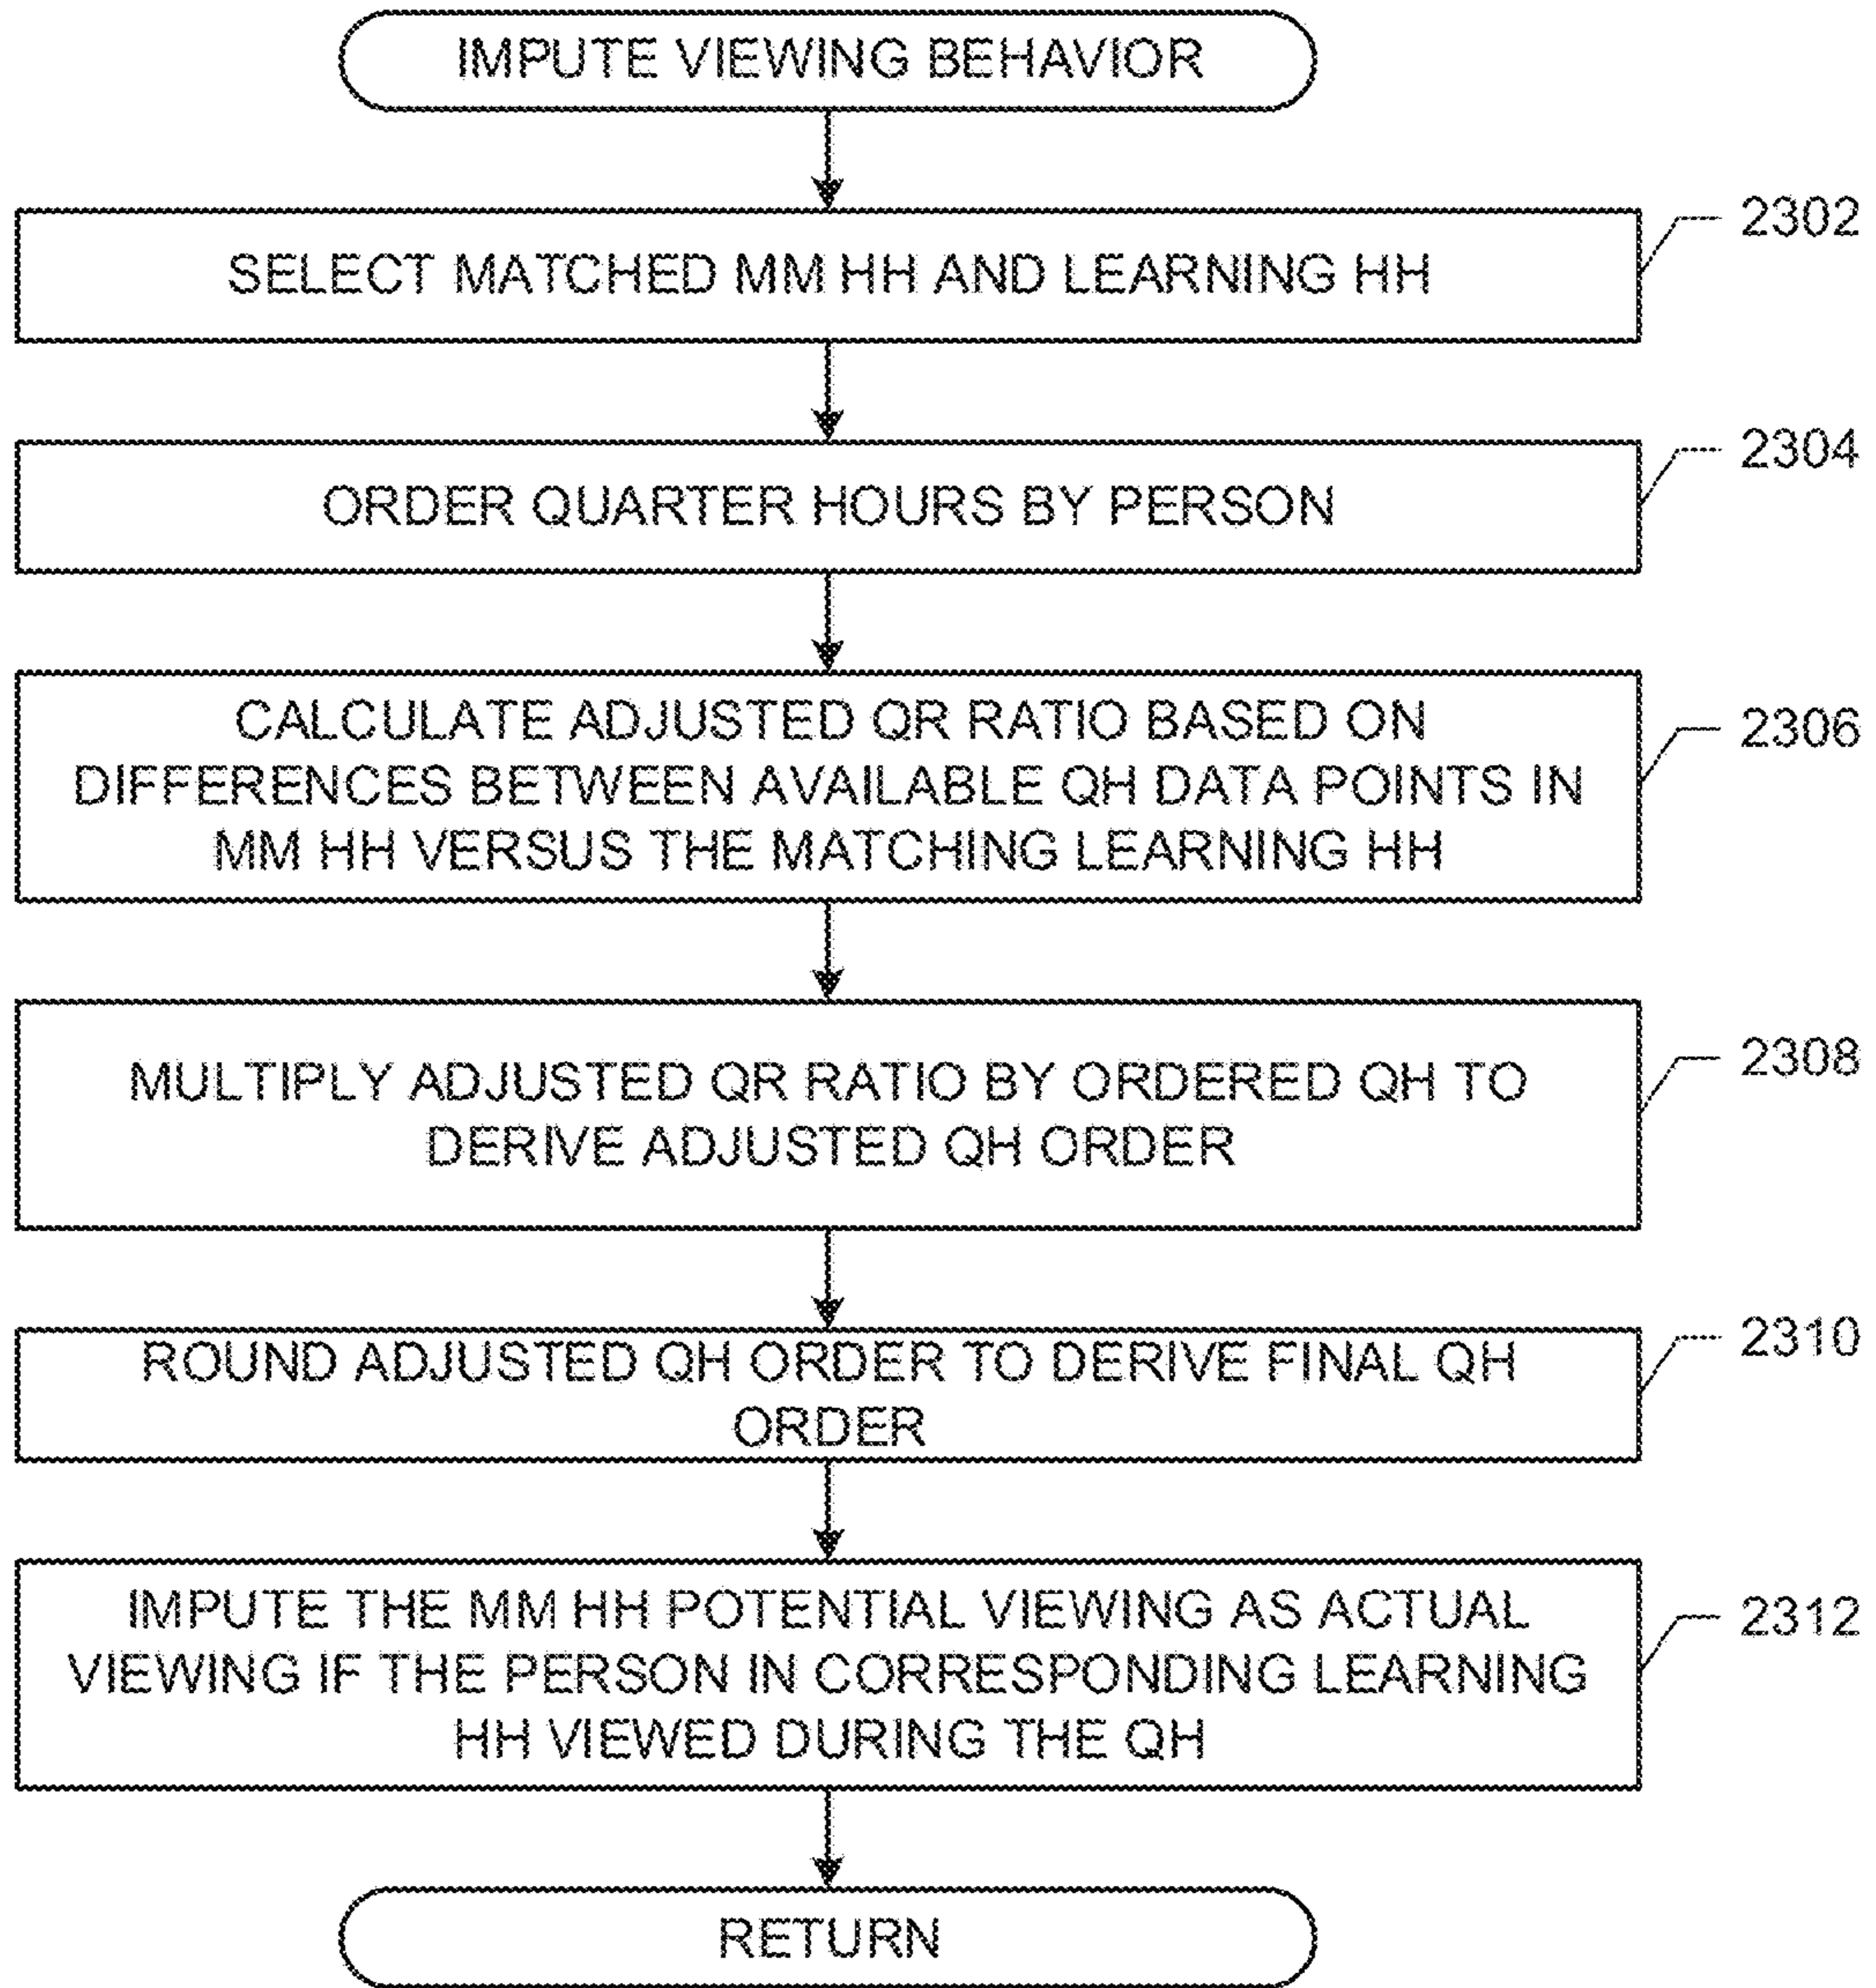 IMPUTE VIEWING BEHAVIOR
2302
SELECT MATCHED MM HH AND LEARNING HH
2304
ORDER QUARTER HOURS BY PERSON
2306
CALCULATE ADJUSTED QR RATIO BASED ON
DIFFERENCES BETWEEN AVAILABLE QH DATA POINTS IN
MM HH VERSUS THE MATCHING LEARNING HH
2308
MULTIPLY ADJUSTED QR RATIO BY ORDERED QH TO
DERIVE ADJUSTED QH ORDER
2310
ROUND ADJUSTED QH ORDER TO DERIVE FINAL QH
ORDER
2312
IMPUTE THE MM HH POTENTIAL VIEWING AS ACTUAL
VIEWING IF THE PERSON IN CORRESPONDING LEARNING
HH VIEWED DURING THE QH
RETURN